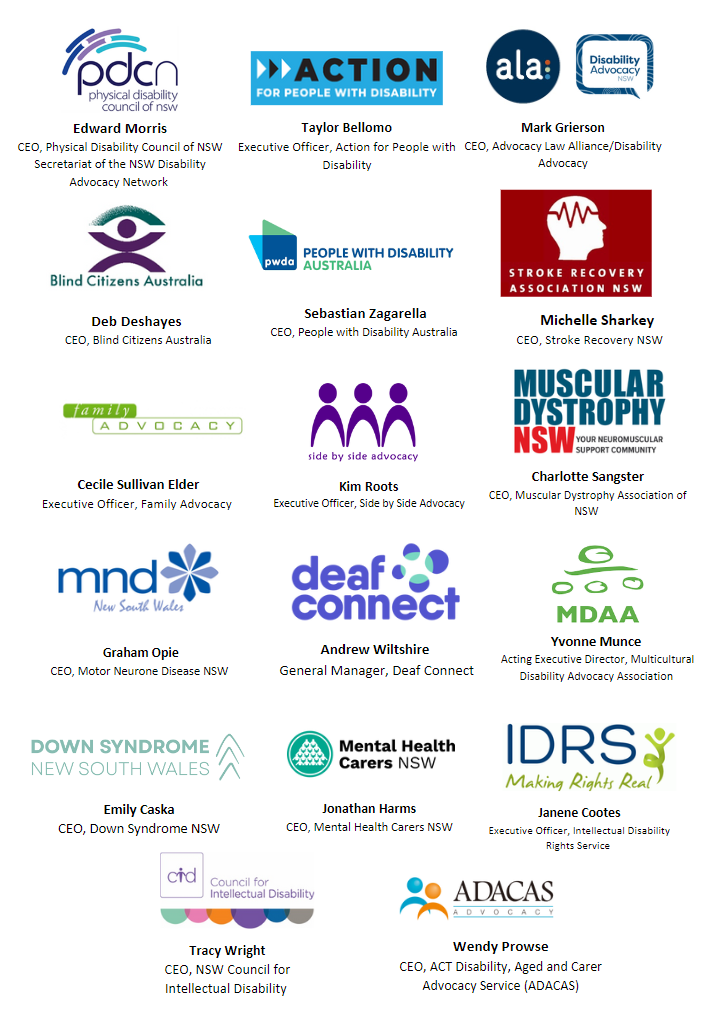 pdcn
physical disability
council of nsw
Edward Morris
CEO, Physical Disability Council of NSW
Secretariat of the NSW Disability
Advocacy Network
ACTION
FOR PEOPLE WITH DISABILITY
Taylor Bellomo
Executive Officer, Action for People with
Disability
ala:
Disability
Advocacy
NSW
Mark Grierson
CEO, Advocacy Law Alliance/Disability
Advocacy
Blind Citizens Australia
Deb Deshayes
CEO, Blind Citizens Australia
pwda
PEOPLE WITH DISABILITY
AUSTRALIA
Sebastian Zagarella
CEO, People with Disability Australia
STROKE RECOVERY
ASSOCIATION NSW
Michelle Sharkey
CEO, Stroke Recovery NSW
family
ADVOCACY
Cecile Sullivan Elder
Executive Officer, Family Advocacy
side by side advocacy
Kim Roots
Executive Officer, Side by Side Advocacy
MUSCULAR
DYSTROPHY
NSW YOUR NEUROMUSCULAR
SUPPORT COMMUNITY
Charlotte Sangster
CEO, Muscular Dystrophy Association of
NSW
mnd
New South Wales
Graham Opie
CEO, Motor Neurone Disease NSW
deaf
connect
Andrew Wiltshire
General Manager, Deaf Connect
MDAA
Yvonne Munce
Acting Executive Director, Multicultural
Disability Advocacy Association
DOWN SYNDROME
NEW SOUTH WALES
Emily Caska
CEO, Down Syndrome NSW
Mental Health
Carers NSW
Jonathan Harms
CEO, Mental Health Carers NSW
IDRS
Making Rights Real
Janene Cootes
Executive Officer, Intellectual Disability
Rights Service
cid
Council for
Intellectual Disability
Tracy Wright
CEO, NSW Council for
Intellectual Disability
ADACAS
ADVOCACY
Wendy Prowse
CEO, ACT Disability, Aged and Carer
Advocacy Service (ADACAS)